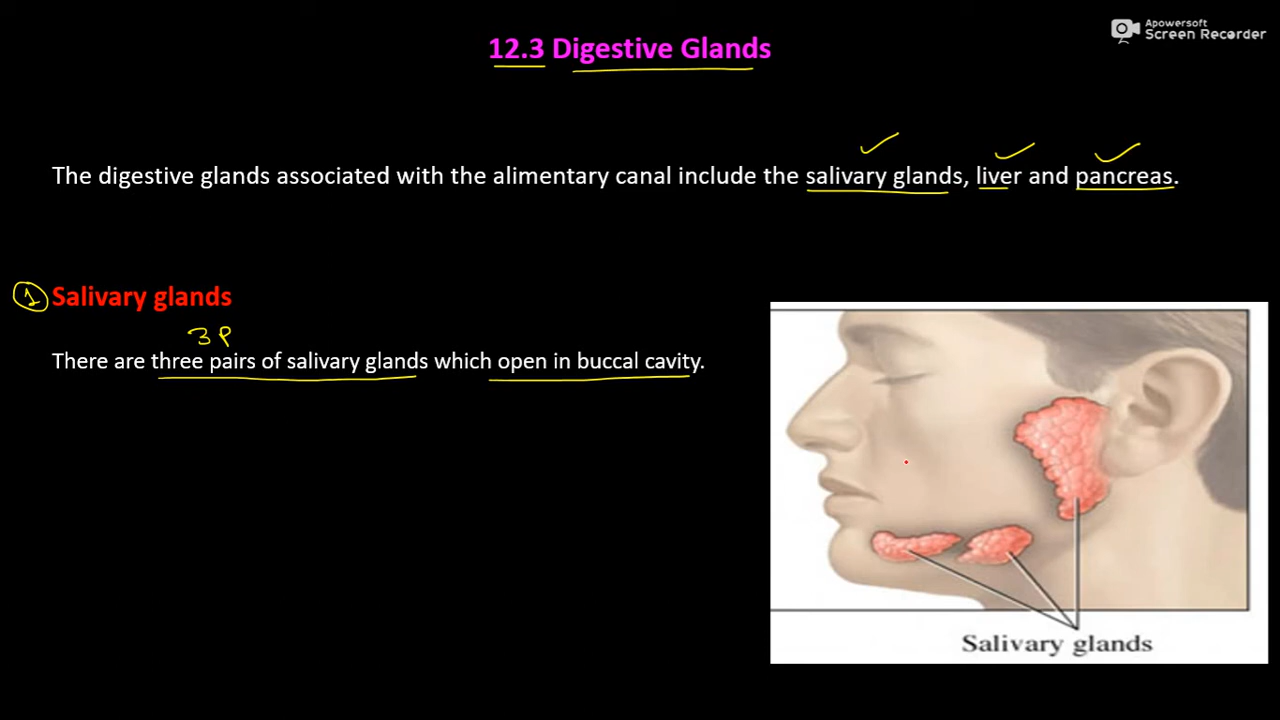 Apowersoft
Screen Recorder
12.3 Digestive Glands
The digestive glands associated with the alimentary canal include the salivary glands, liver and pancreas.
1 Salivary glands
3 P
There are three pairs of salivary glands which open in buccal cavity.
Salivary glands